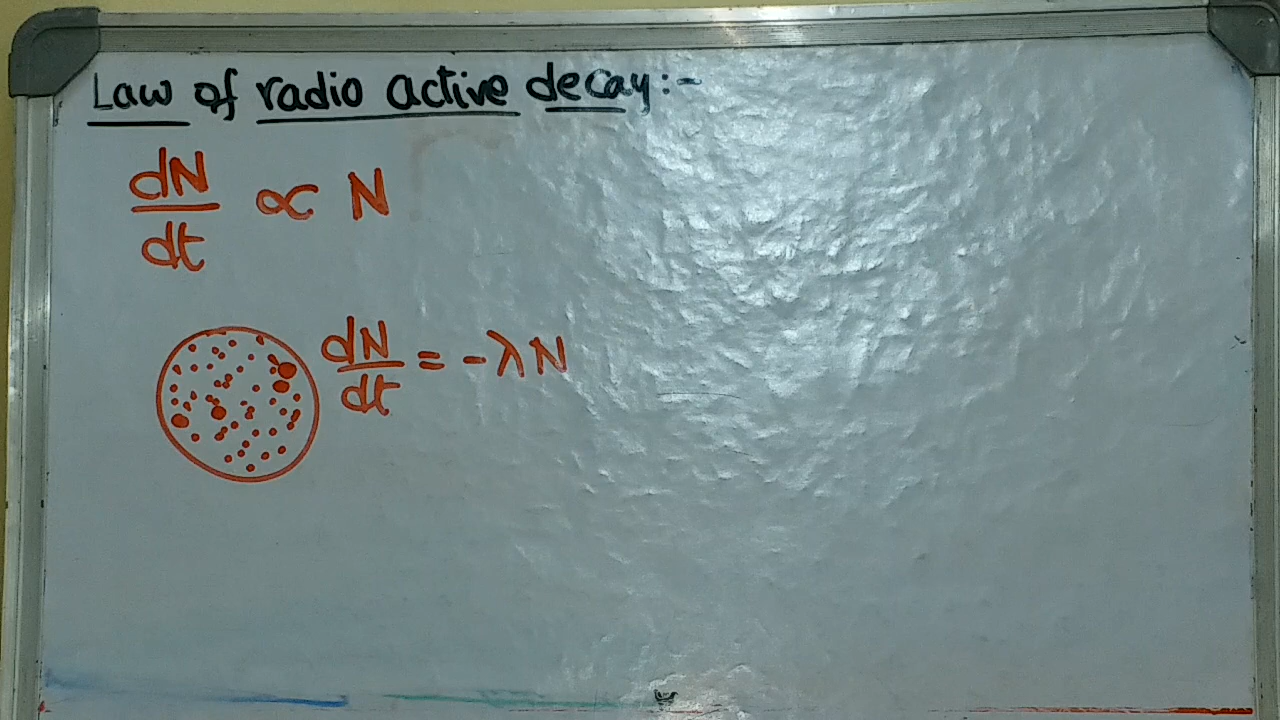 Law of radio active decay:-
dN/dt ∝ N
dN/dt = -λN